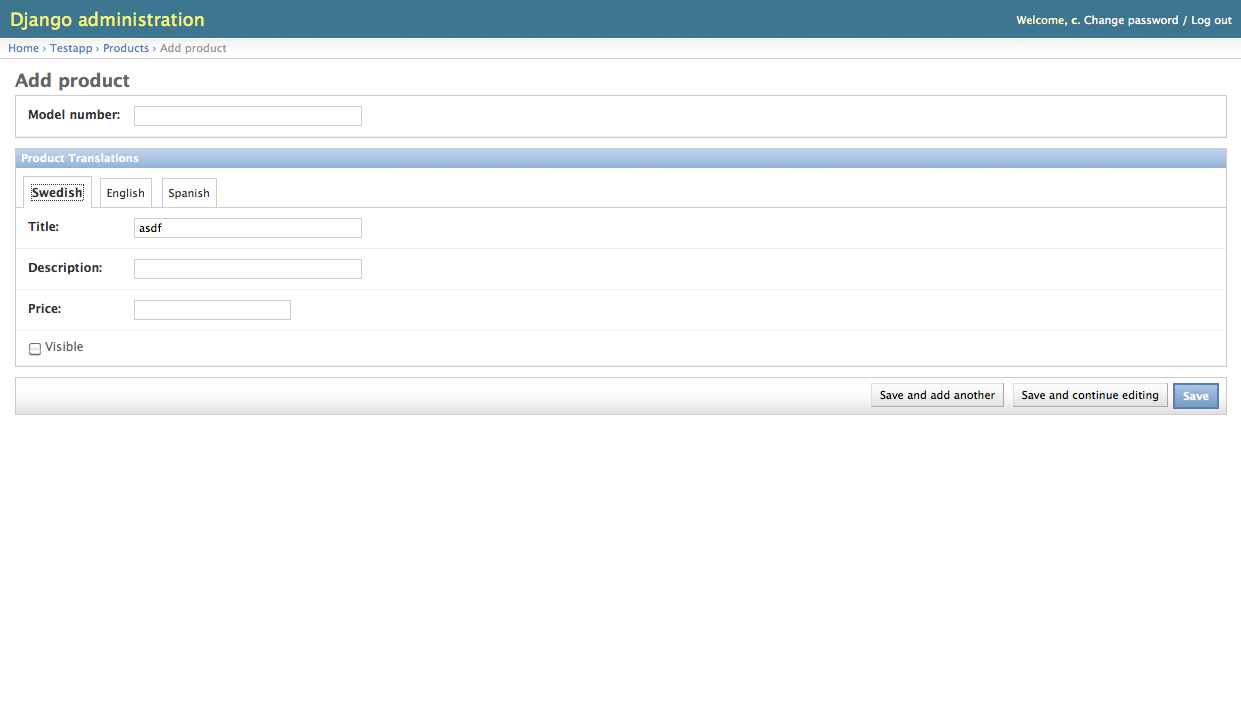 Django administration
Welcome, c. Change password / Log out
Home › Testapp › Products › Add product
Add product
Model number:
Product Translations
Swedish English Spanish
Title: asdf
Description:
Price:
Visible
Save and add another Save and continue editing Save